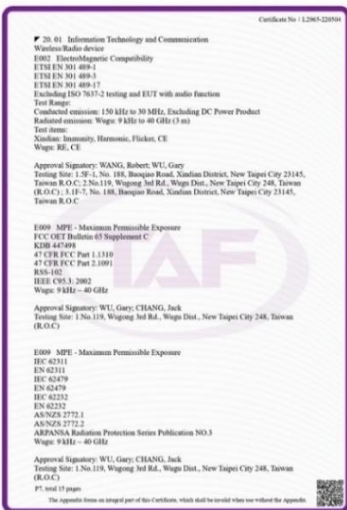 Certificate No : L2965-220504
20. 01 Information Technology and Communication
Wireless/Radio device
E002 ElectroMagnetic Compatibility
ETSI EN 301 489-1
ETSI EN 301 489-3
ETSI EN 301 489-17
Excluding ISO 7637-2 testing and EUT with audio function
Test Range:
Conducted emission: 150 kHz to 30 MHz, Excluding DC Power Product
Radiated emission: Wugu: 9 kHz to 40 GHz (3 m)
Test items:
Xindian: Immunity, Harmonic, Flicker, CE
Wugu: RE, CE
Approval Signatory: WANG, Robert; WU, Gary
Testing Site: 1.5F-1, No. 188, Baoqiao Road, Xindian District, New Taipei City 23145,
Taiwan R.O.C; 2.No.119, Wugong 3rd Rd., Wugu Dist., New Taipei City 248, Taiwan
(R.O.C) ; 3.1F-7, No. 188, Baoqiao Road, Xindian District, New Taipei City 23145,
Taiwan R.O.C
E009 MPE - Maximum Permissible Exposure
FCC OET Bulletin 65 Supplement C
KDB 447498
47 CFR FCC Part 1.1310
47 CFR FCC Part 2.1091
RSS-102
IEEE C95.3: 2002
Wugu: 9 kHz ~ 40 GHz
IAF
Approval Signatory: WU, Gary; CHANG, Jack
Testing Site: 1.No.119, Wugong 3rd Rd., Wugu Dist., New Taipei City 248, Taiwan
(R.O.C)
E009 MPE - Maximum Permissible Exposure
IEC 62311
EN 62311
IEC 62479
EN 62479
IEC 62232
EN 62232
AS/NZS 2772.1
AS/NZS 2772.2
ARPANSA Radiation Protection Series Publication NO.3
Wugu: 9 kHz ~ 40 GHz
Approval Signatory: WU, Gary; CHANG, Jack
Testing Site: 1.No.119, Wugong 3rd Rd., Wugu Dist., New Taipei City 248, Taiwan
(R.O.C)
P7, total 15 pages
The Appendix forms an integral part of this Certificate, which shall be invalid when use without the Appendix